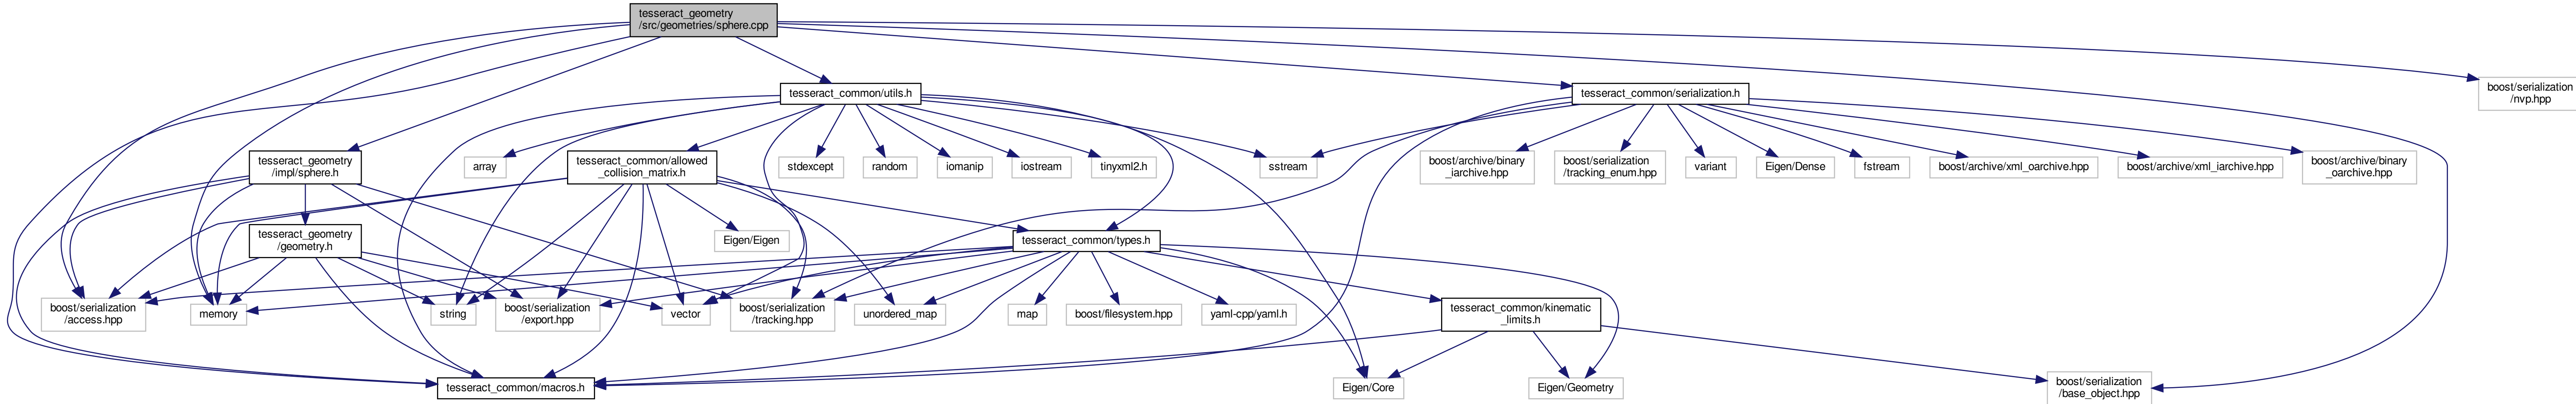 tesseract_geometry
/src/geometries/sphere.cpp
tesseract_common/utils.h
tesseract_common/serialization.h
boost/serialization
/nvp.hpp
tesseract_geometry
/impl/sphere.h
array
tesseract_common/allowed
_collision_matrix.h
stdexcept
random
iomanip
iostream
tinyxml2.h
sstream
boost/archive/binary
_iarchive.hpp
boost/serialization
/tracking_enum.hpp
variant
Eigen/Dense
fstream
boost/archive/xml_oarchive.hpp
boost/archive/xml_iarchive.hpp
boost/archive/binary
_oarchive.hpp
tesseract_geometry
/geometry.h
Eigen/Eigen
tesseract_common/types.h
boost/serialization
/access.hpp
memory
string
boost/serialization
/export.hpp
vector
boost/serialization
/tracking.hpp
unordered_map
map
boost/filesystem.hpp
yaml-cpp/yaml.h
tesseract_common/kinematic
_limits.h
tesseract_common/macros.h
Eigen/Core
Eigen/Geometry
boost/serialization
/base_object.hpp